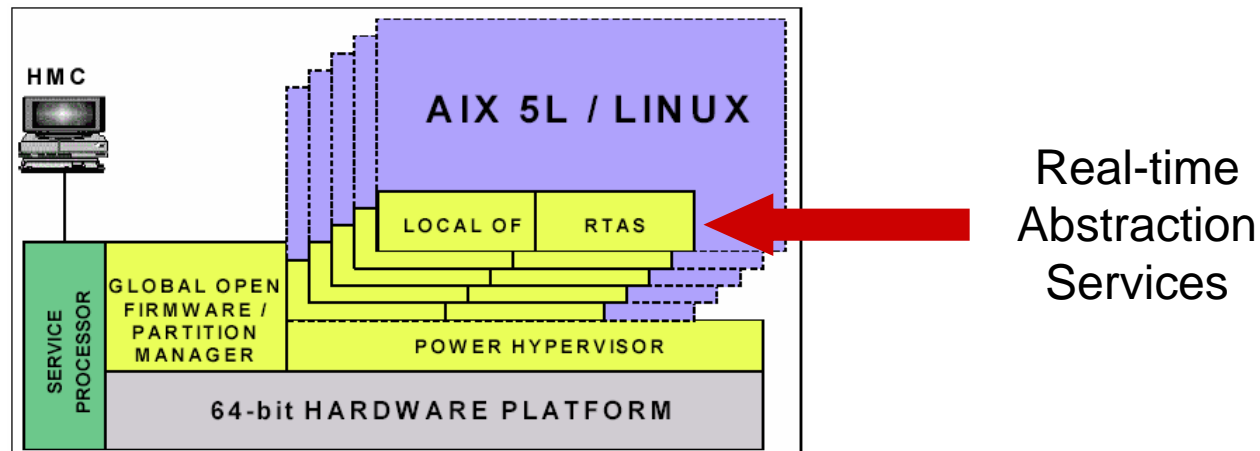 HMC
AIX 5L / LINUX
LOCAL OF
RTAS
Real-time
Abstraction
Services
SERVICE
PROCESSOR
GLOBAL OPEN
FIRMWARE /
PARTITION
MANAGER
POWER HYPERVISOR
64-bit HARDWARE PLATFORM